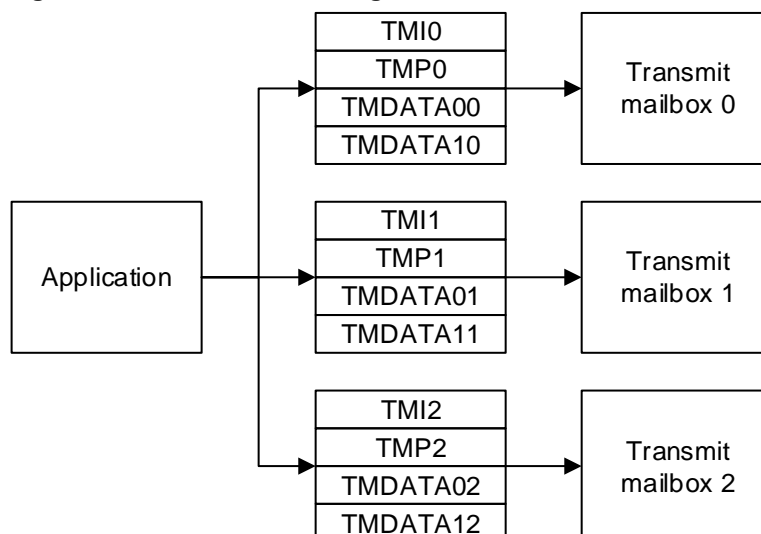 TMI0
TMP0
TMDATA00
TMDATA10
Transmit
mailbox 0
Application
TMI1
TMP1
TMDATA01
TMDATA11
Transmit
mailbox 1
TMI2
TMP2
TMDATA02
TMDATA12
Transmit
mailbox 2